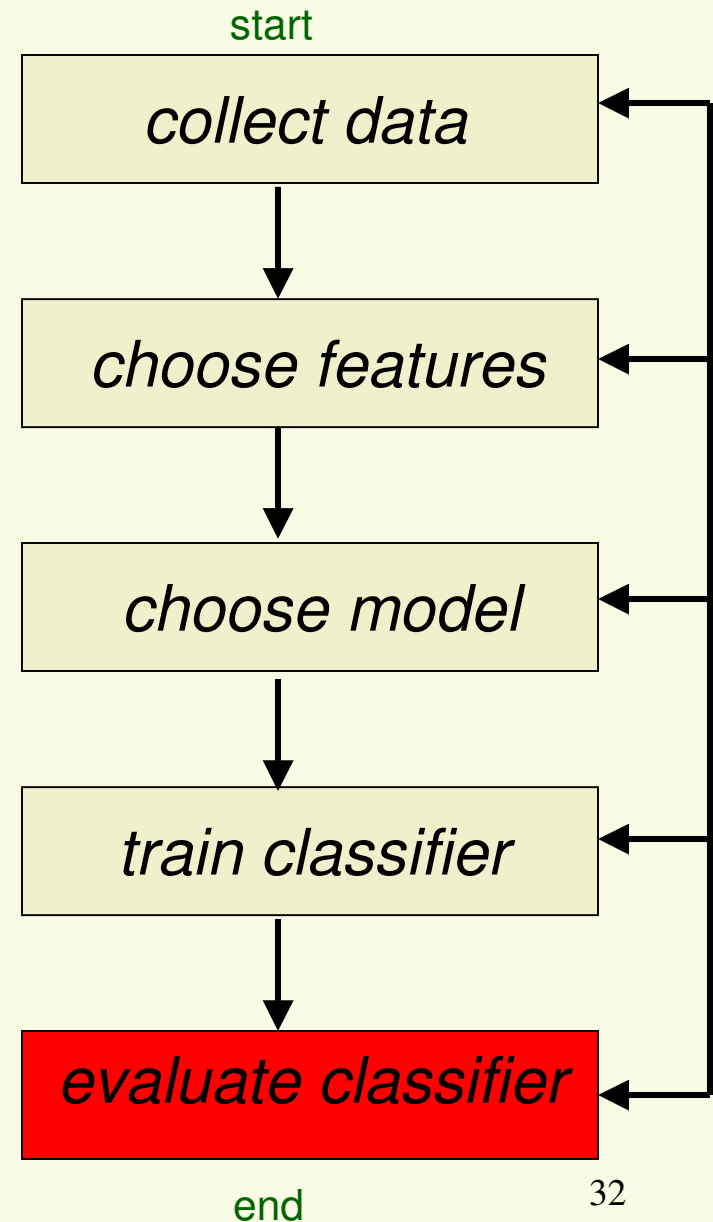 start
collect data
choose features
choose model
train classifier
evaluate classifier
end
32